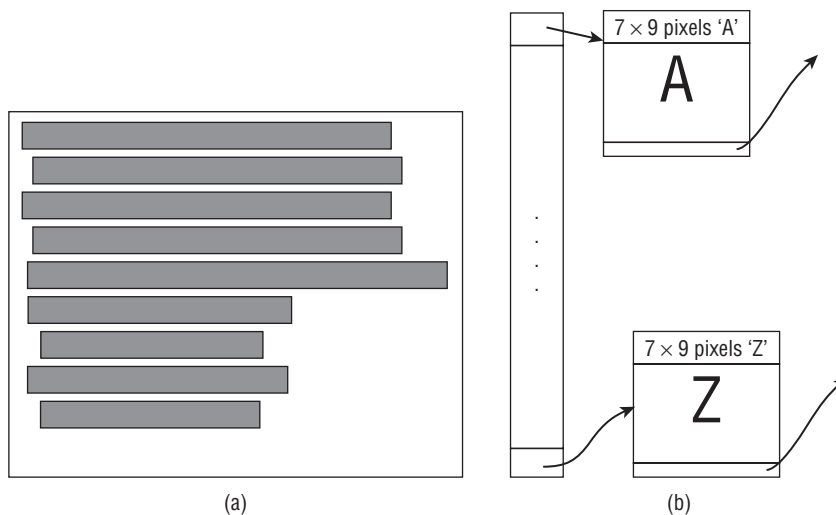 7 × 9 pixels ‘A’
A
7 × 9 pixels ‘Z’
Z
(a)
(b)